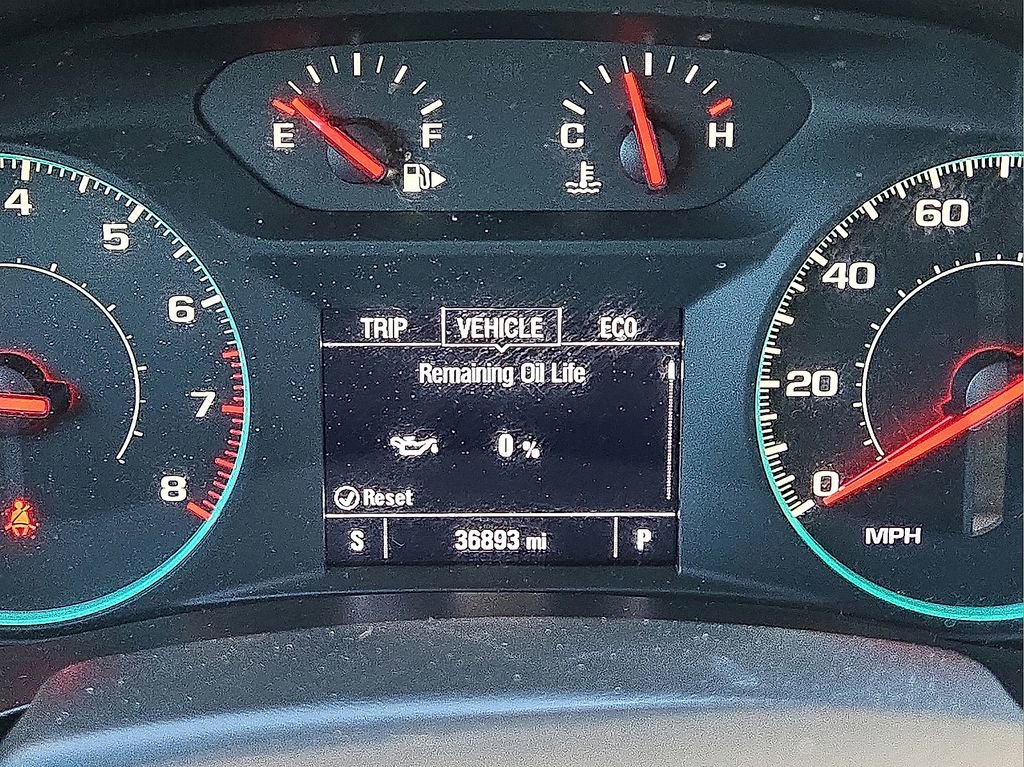 E F C H
4 5 6 7 8
TRIP VEHICLE ECO
Remaining Oil Life
0 %
Reset
S 36893 mi P
60
40
20
0
MPH